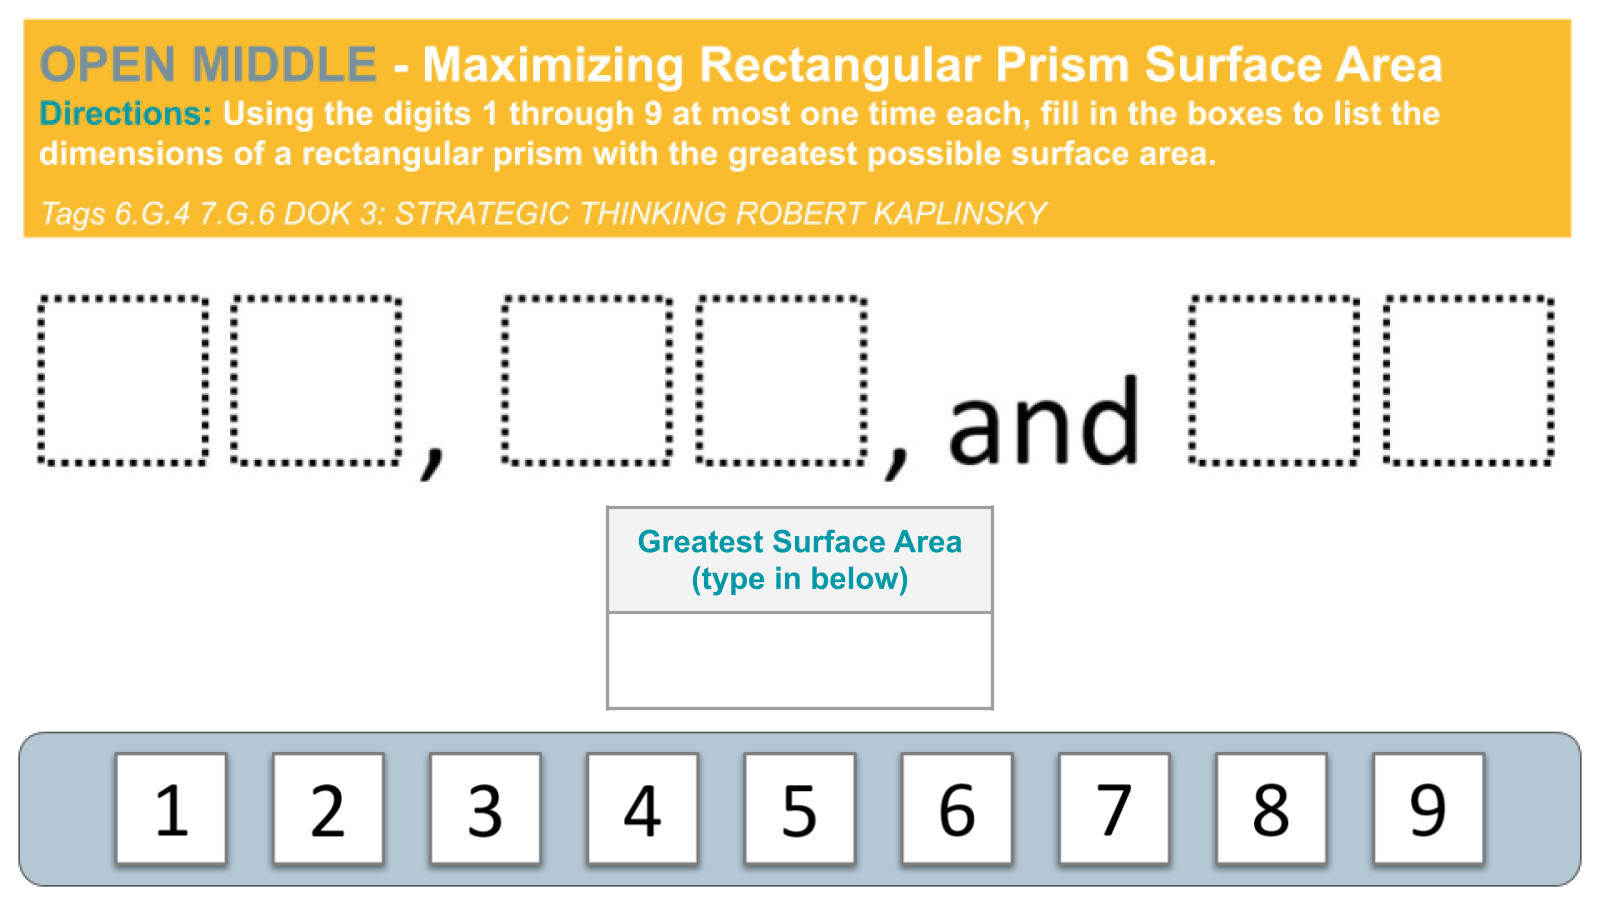 OPEN MIDDLE - Maximizing Rectangular Prism Surface Area
Directions: Using the digits 1 through 9 at most one time each, fill in the boxes to list the
dimensions of a rectangular prism with the greatest possible surface area.
Tags 6.G.4 7.G.6 DOK 3: STRATEGIC THINKING ROBERT KAPLINSKY
, , and
Greatest Surface Area
(type in below)
1 2 3 4 5 6 7 8 9